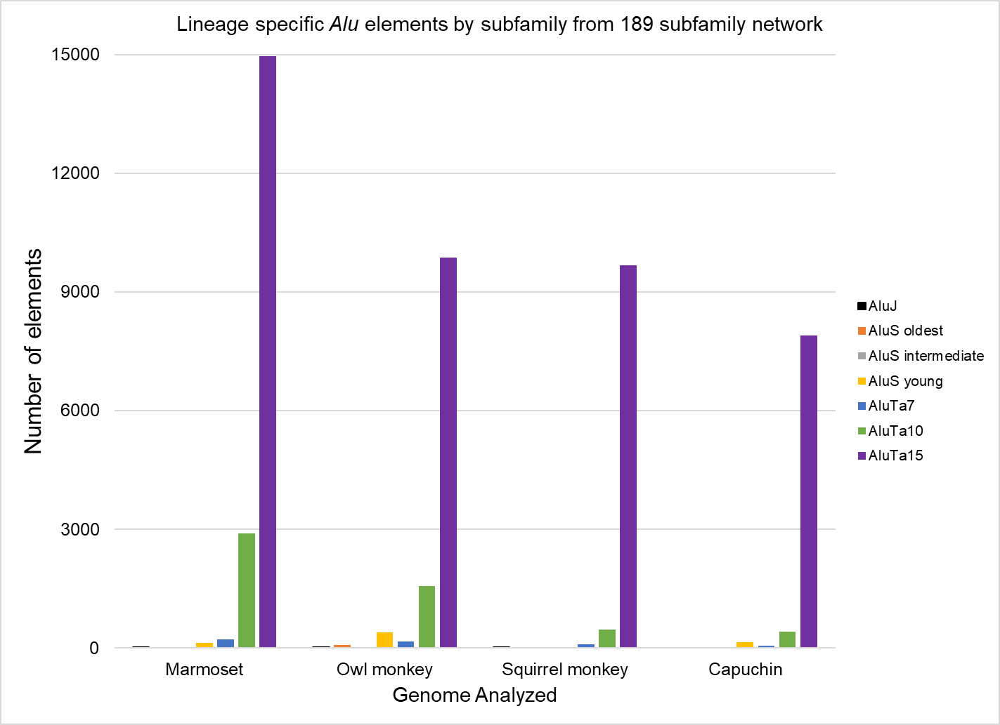 Lineage specific Alu elements by subfamily from 189 subfamily network
15000
12000
9000
6000
3000
0
Number of elements
Marmoset
Owl monkey
Squirrel monkey
Capuchin
Genome Analyzed
AluJ
AluS oldest
AluS intermediate
AluS young
AluTa7
AluTa10
AluTa15